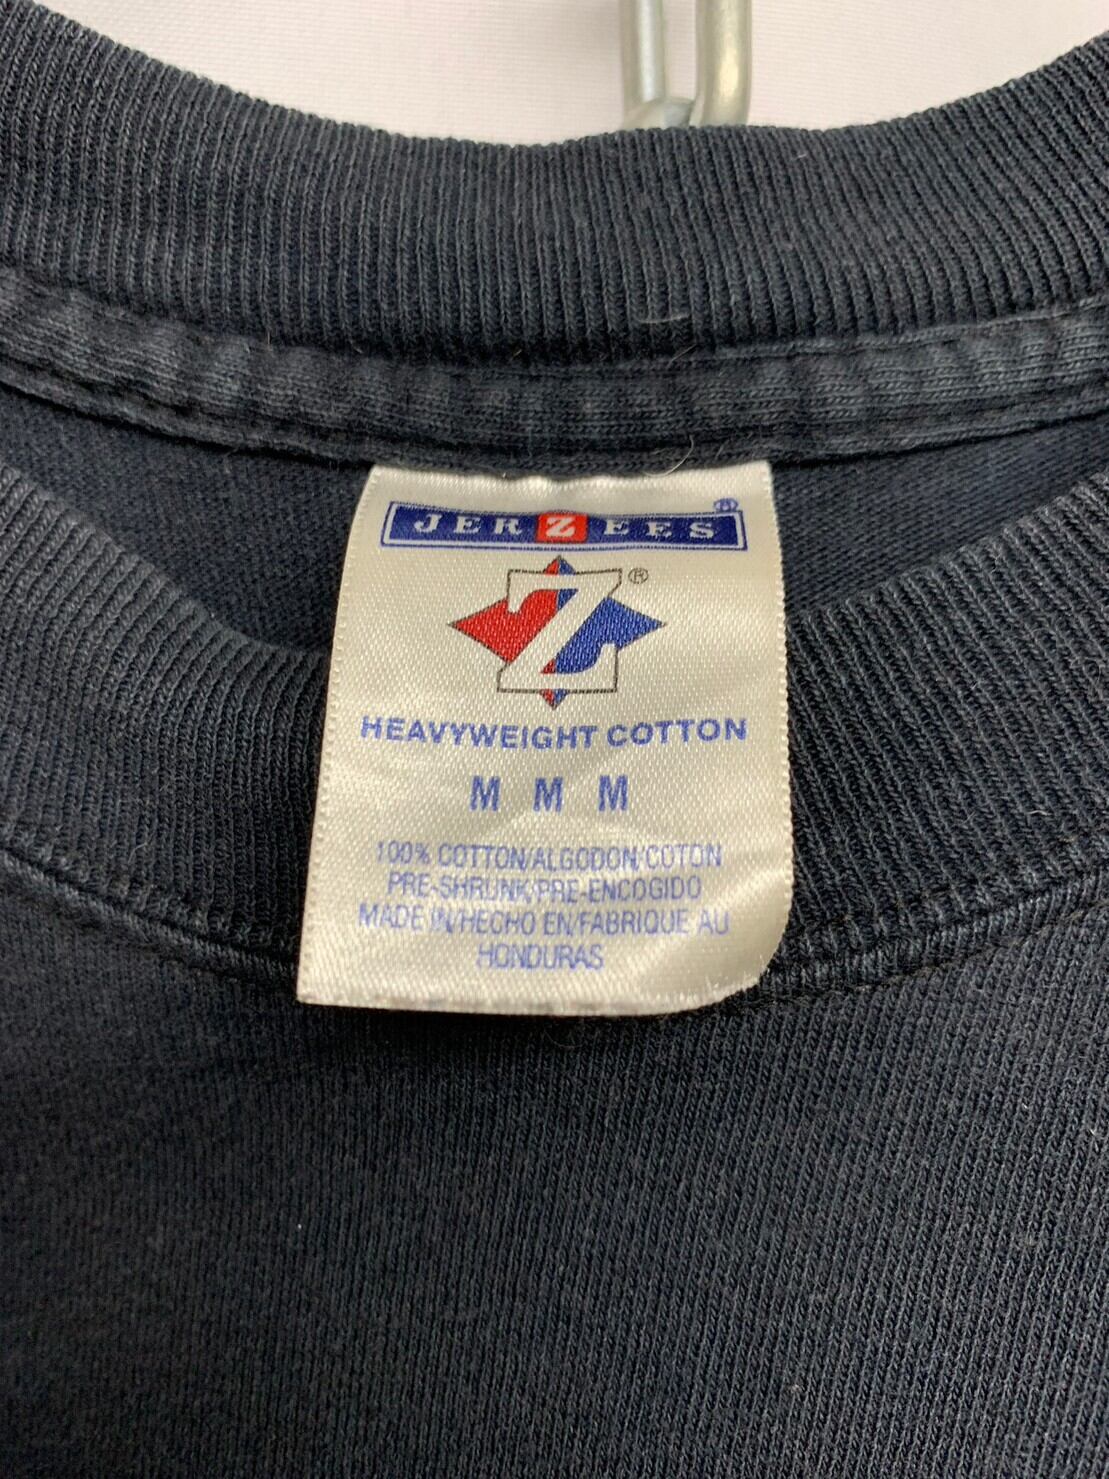 JERZEES®
Z®
HEAVYWEIGHT COTTON
M M M
100% COTTON/ALGODON/COTON
PRE-SHRUNK/PRE-ENCOGIDO
MADE IN/HECHO EN/FABRIQUE AU
HONDURAS